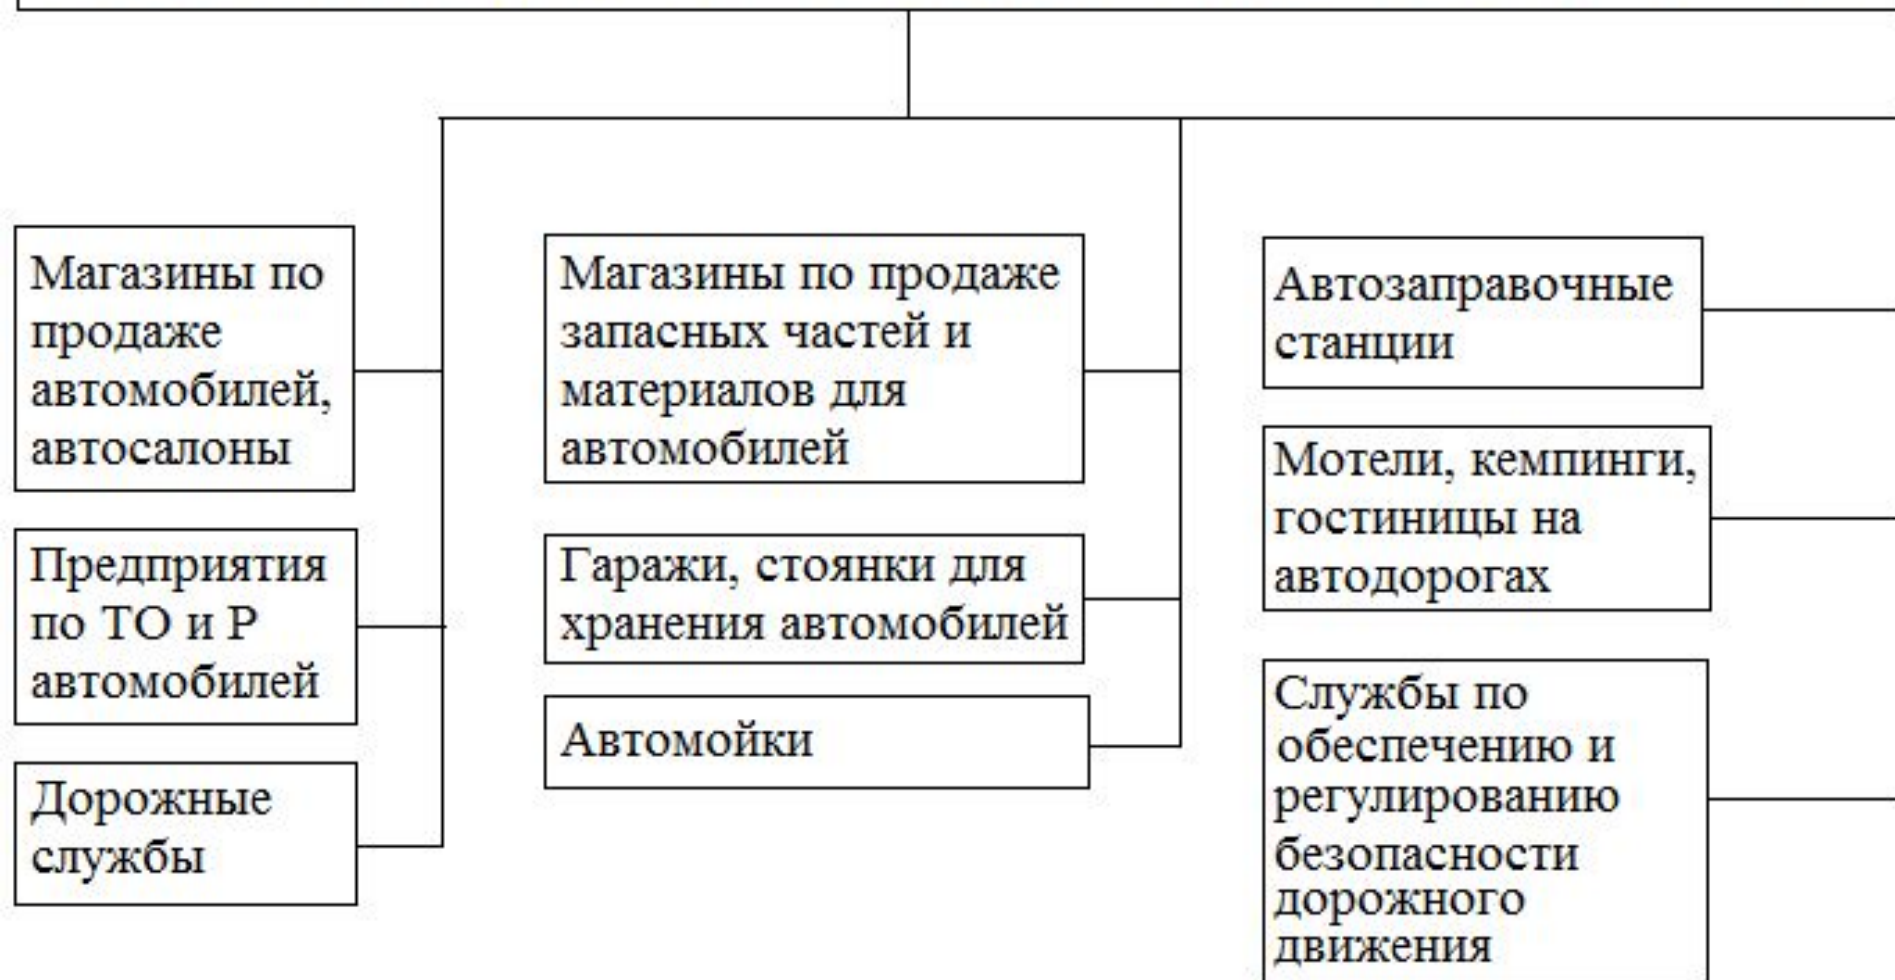 Магазины по
продаже
автомобилей,
автосалоны
Предприятия
по ТО и Р
автомобилей
Дорожные
службы
Магазины по продаже
запасных частей и
материалов для
автомобилей
Гаражи, стоянки для
хранения автомобилей
Автомойки
Автозаправочные
станции
Мотели, кемпинги,
гостиницы на
автодорогах
Службы по
обеспечению и
регулированию
безопасности
дорожного
движения